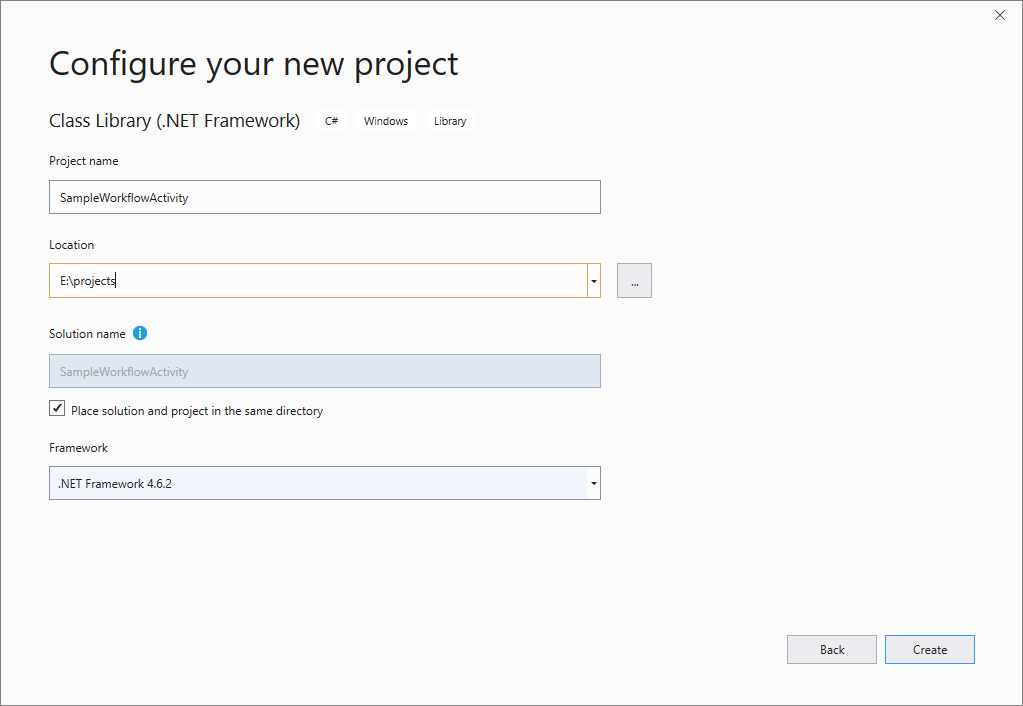 Configure your new project
Class Library (.NET Framework) C# Windows Library
Project name
SampleWorkflowActivity
Location
E:\projects
...
Solution name
SampleWorkflowActivity
Place solution and project in the same directory
Framework
.NET Framework 4.6.2
Back Create